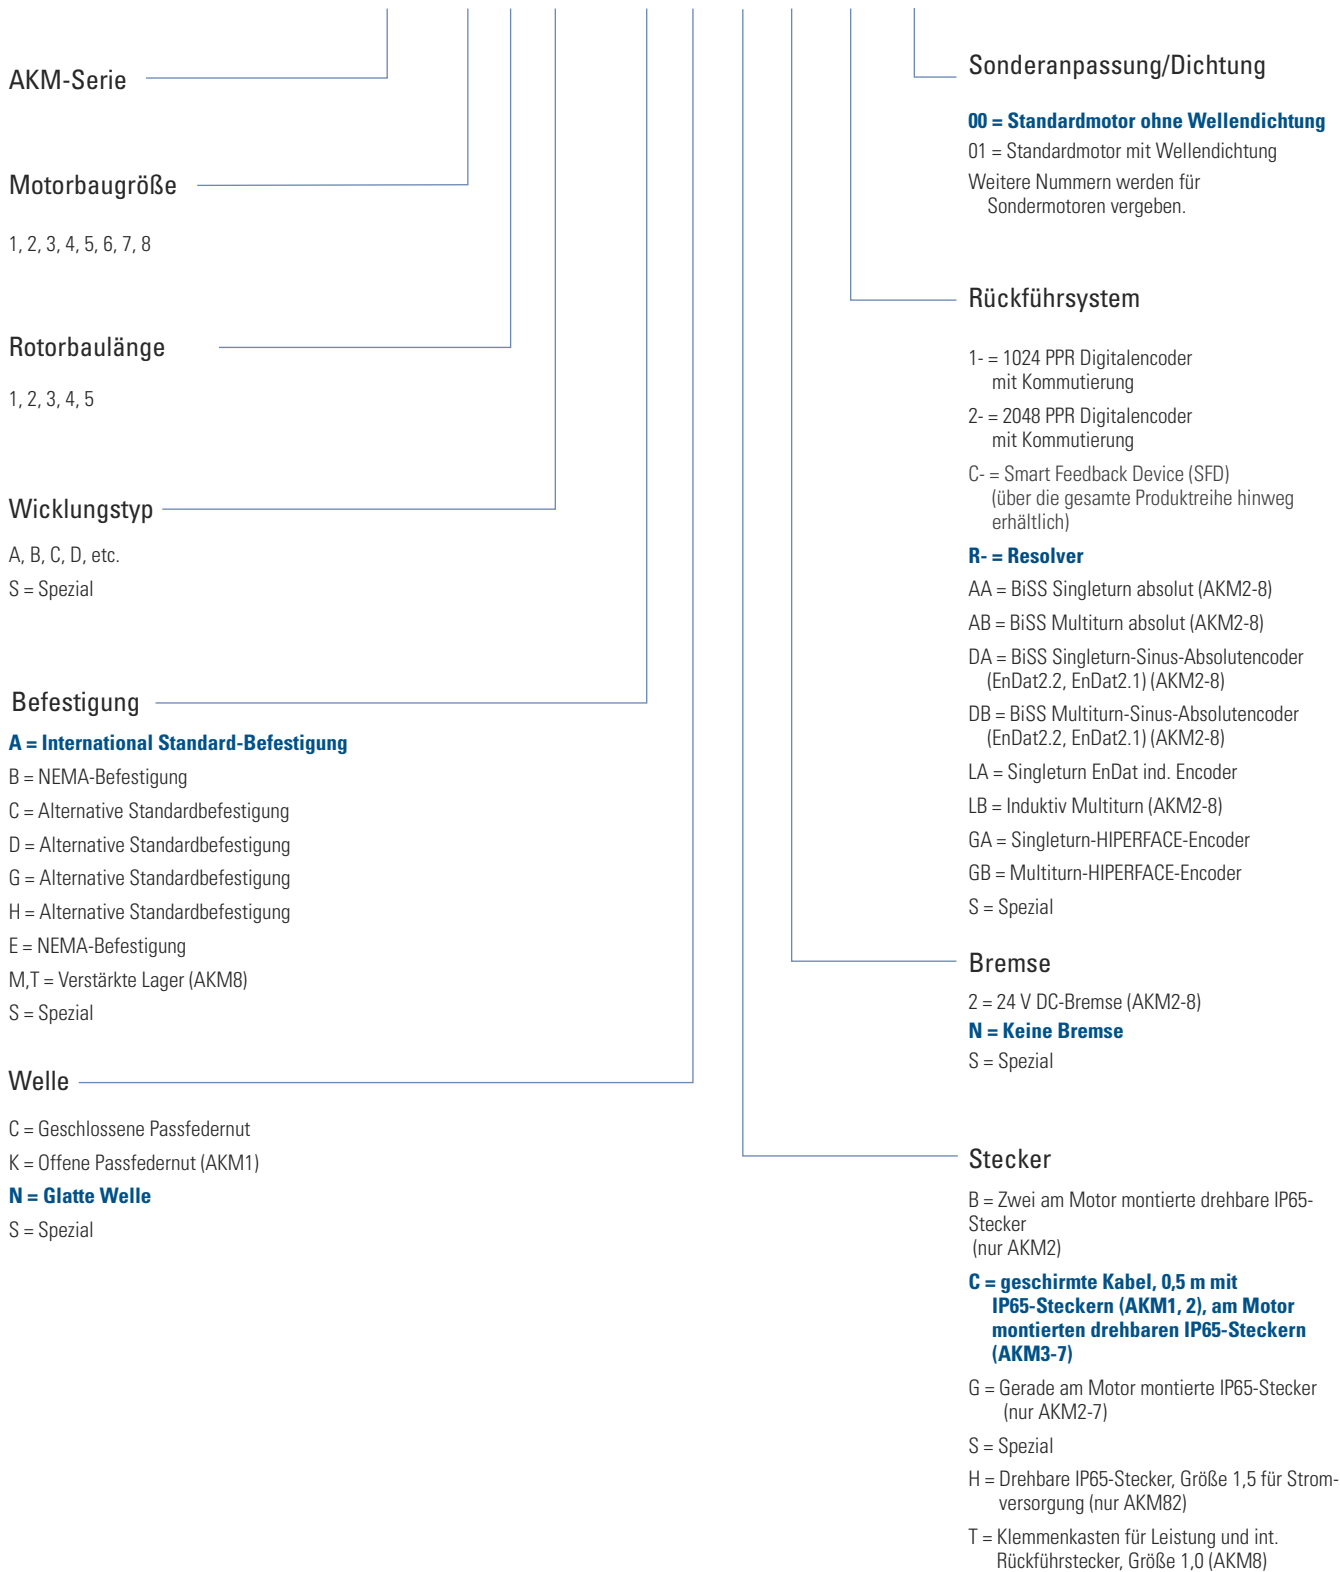 AKM-Serie
Motorbaugröße
1, 2, 3, 4, 5, 6, 7, 8
Rotorbaulänge
1, 2, 3, 4, 5
Wicklungstyp
A, B, C, D, etc.
S = Spezial
Befestigung
A = International Standard-Befestigung
B = NEMA-Befestigung
C = Alternative Standardbefestigung
D = Alternative Standardbefestigung
G = Alternative Standardbefestigung
H = Alternative Standardbefestigung
E = NEMA-Befestigung
M,T = Verstärkte Lager (AKM8)
S = Spezial
Welle
C = Geschlossene Passfedernut
K = Offene Passfedernut (AKM1)
N = Glatte Welle
S = Spezial
Sonderanpassung/Dichtung
00 = Standardmotor ohne Wellendichtung
01 = Standardmotor mit Wellendichtung
Weitere Nummern werden für
Sondermotoren vergeben.
Rückführsystem
1- = 1024 PPR Digitalencoder
mit Kommutierung
2- = 2048 PPR Digitalencoder
mit Kommutierung
C- = Smart Feedback Device (SFD)
(über die gesamte Produktreihe hinweg
erhältlich)
R- = Resolver
AA = BiSS Singleturn absolut (AKM2-8)
AB = BiSS Multiturn absolut (AKM2-8)
DA = BiSS Singleturn-Sinus-Absolutencoder
(EnDat2.2, EnDat2.1) (AKM2-8)
DB = BiSS Multiturn-Sinus-Absolutencoder
(EnDat2.2, EnDat2.1) (AKM2-8)
LA = Singleturn EnDat ind. Encoder
LB = Induktiv Multiturn (AKM2-8)
GA = Singleturn-HIPERFACE-Encoder
GB = Multiturn-HIPERFACE-Encoder
S = Spezial
Bremse
2 = 24 V DC-Bremse (AKM2-8)
N = Keine Bremse
S = Spezial
Stecker
B = Zwei am Motor montierte drehbare IP65-
Stecker
(nur AKM2)
C = geschirmte Kabel, 0,5 m mit
IP65-Steckern (AKM1, 2), am Motor
montierten drehbaren IP65-Steckern
(AKM3-7)
G = Gerade am Motor montierte IP65-Stecker
(nur AKM2-7)
S = Spezial
H = Drehbare IP65-Stecker, Größe 1,5 für Strom-
versorgung (nur AKM82)
T = Klemmenkasten für Leistung und int.
Rückführstecker, Größe 1,0 (AKM8)